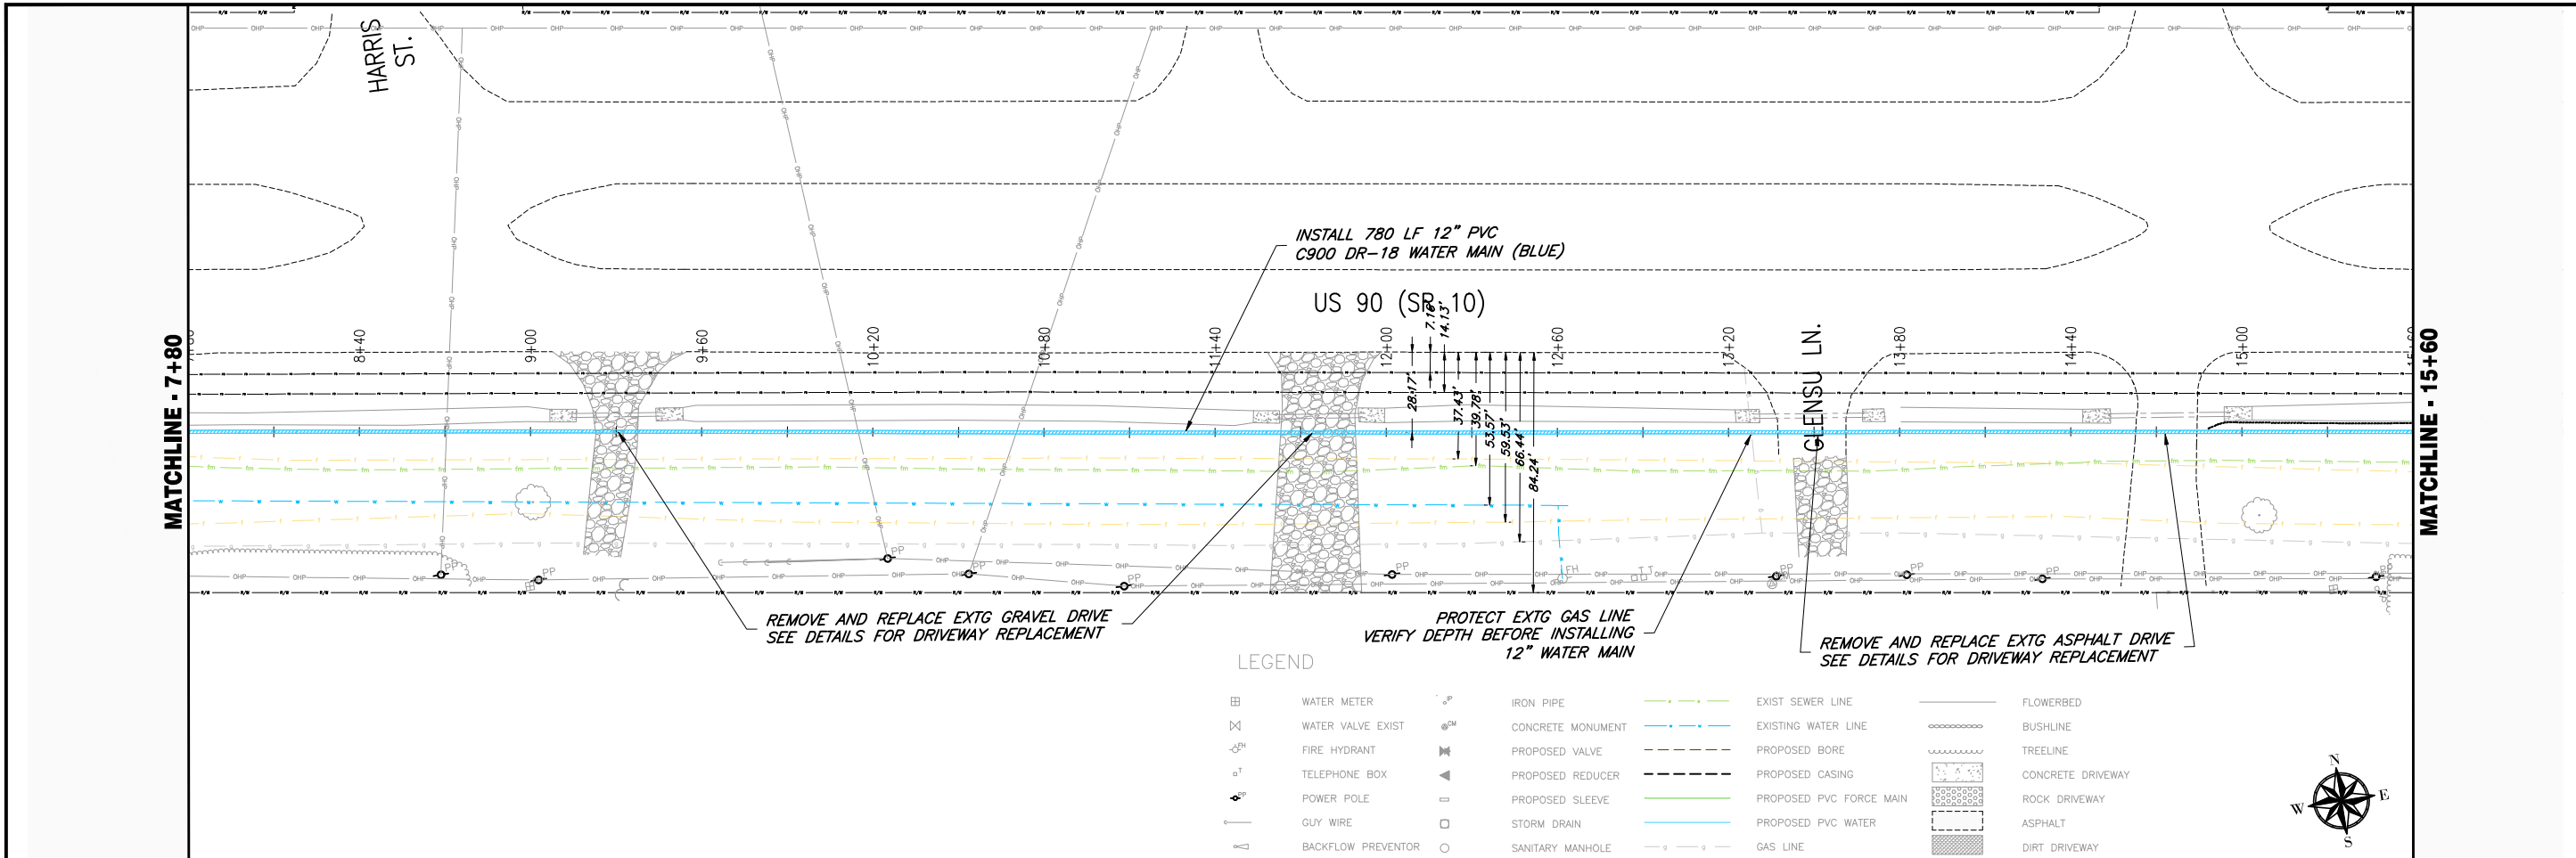 HARRIS
ST.
INSTALL 780 LF 12" PVC
C900 DR-18 WATER MAIN (BLUE)
US 90 (SR 10)
MATCHLINE - 7+80
8+40
9+00
9+60
10+20
10+80
11+40
12+00
12+60
13+20
13+80
14+40
15+00
MATCHLINE - 15+60
GLENSU LN.
28.17'
14.13'
37.43'
39.78'
53.57'
59.53'
66.44'
84.24'
OHP
R/W
fm
PP
FH
T T
REMOVE AND REPLACE EXTG GRAVEL DRIVE
SEE DETAILS FOR DRIVEWAY REPLACEMENT
PROTECT EXTG GAS LINE
VERIFY DEPTH BEFORE INSTALLING
12" WATER MAIN
REMOVE AND REPLACE EXTG ASPHALT DRIVE
SEE DETAILS FOR DRIVEWAY REPLACEMENT
LEGEND
WATER METER
WATER VALVE EXIST
FH FIRE HYDRANT
T TELEPHONE BOX
PP POWER POLE
GUY WIRE
BACKFLOW PREVENTOR
IP IRON PIPE
CM CONCRETE MONUMENT
PROPOSED VALVE
PROPOSED REDUCER
PROPOSED SLEEVE
STORM DRAIN
SANITARY MANHOLE
EXIST SEWER LINE
EXISTING WATER LINE
PROPOSED BORE
PROPOSED CASING
PROPOSED PVC FORCE MAIN
PROPOSED PVC WATER
g g GAS LINE
FLOWERBED
BUSHLINE
TREELINE
CONCRETE DRIVEWAY
ROCK DRIVEWAY
ASPHALT
DIRT DRIVEWAY
N
W E
S